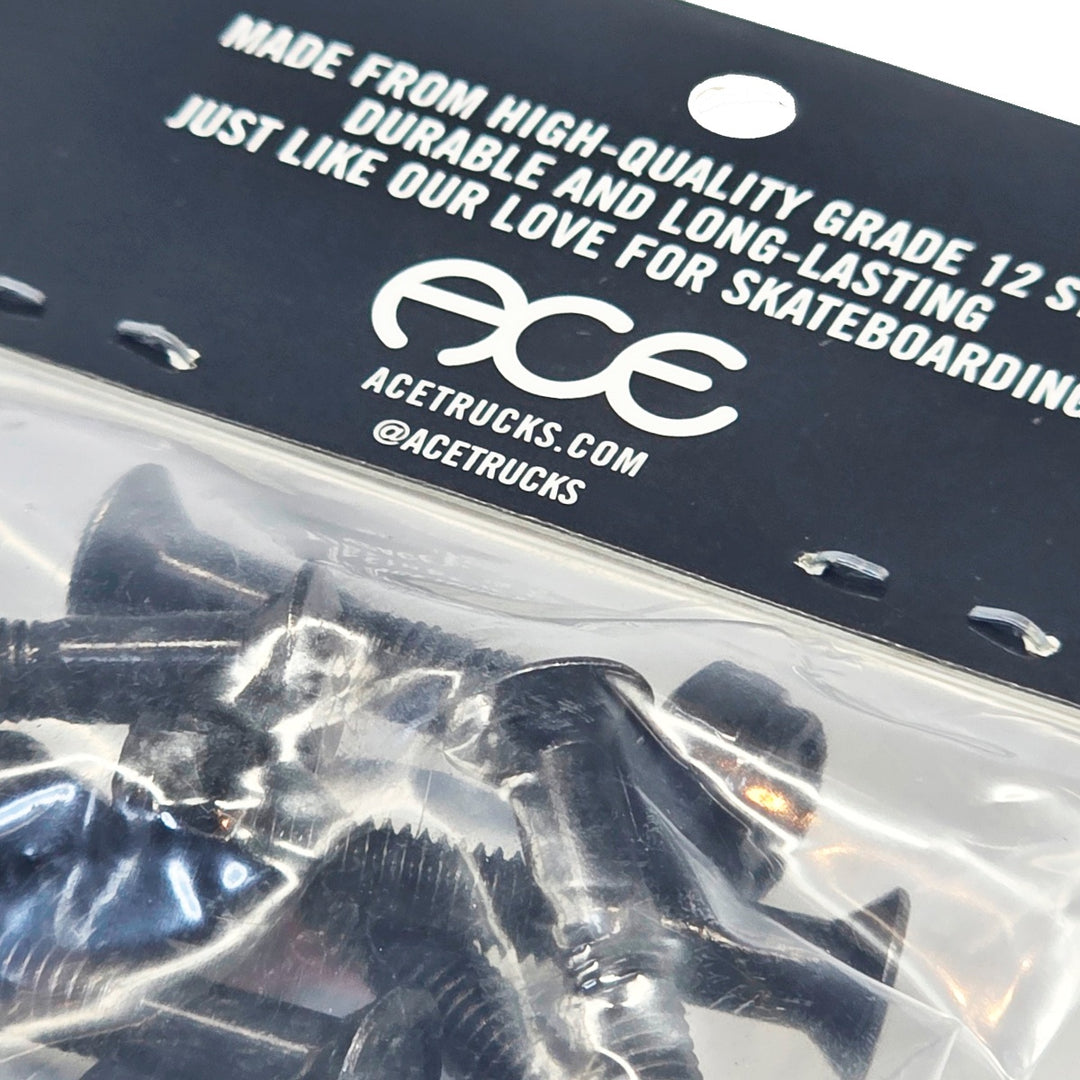 MADE FROM HIGH-QUALITY GRADE 12
DURABLE AND LONG-LASTING
JUST LIKE OUR LOVE FOR SKATEBOARDING
ACE
ACETRUCKS.COM
@ACETRUCKS